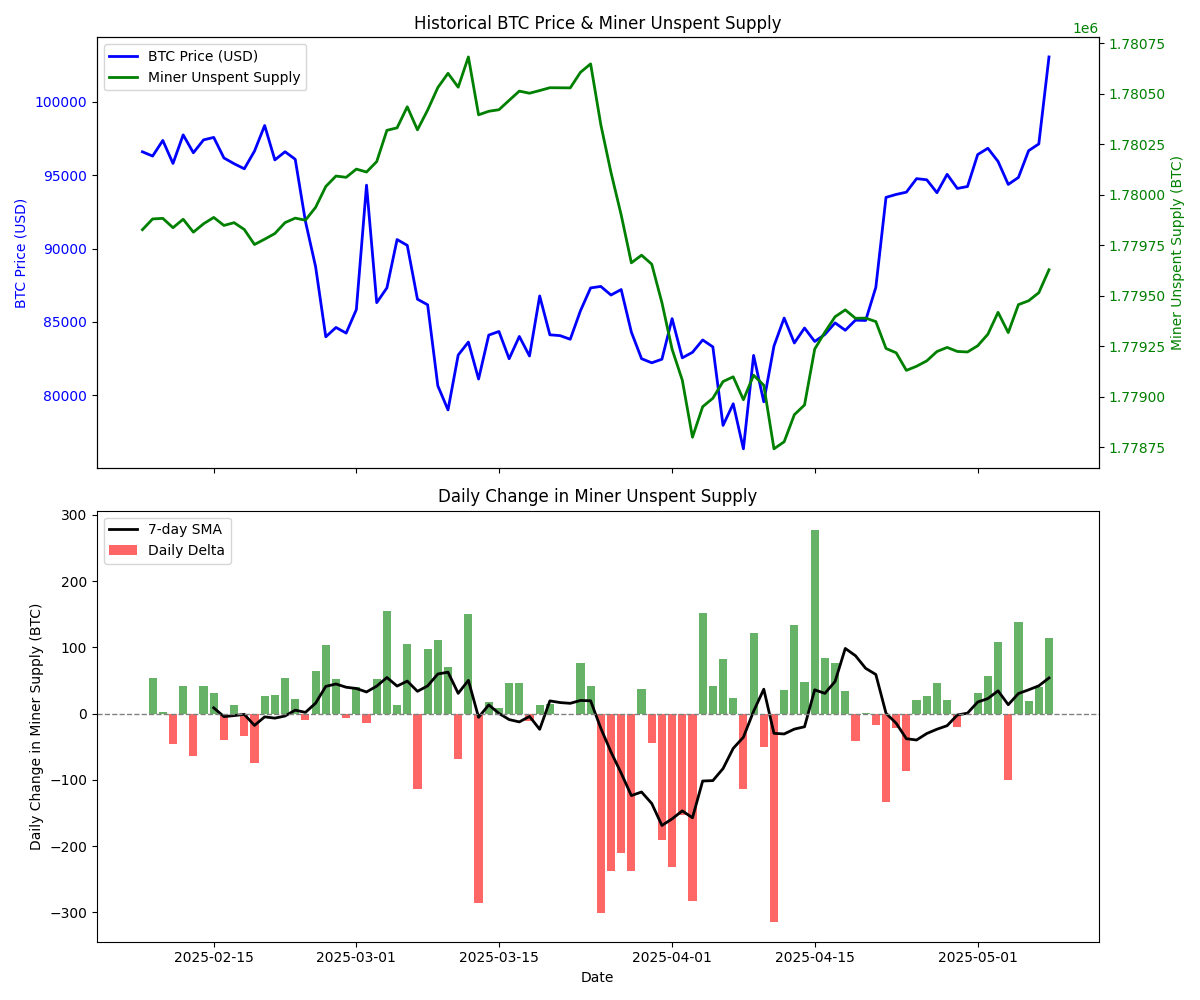 Historical BTC Price & Miner Unspent Supply
1e6
BTC Price (USD)
Miner Unspent Supply
100000
95000
90000
85000
80000
BTC Price (USD)
1.78075
1.78050
1.78025
1.78000
1.77975
1.77950
1.77925
1.77900
1.77875
Miner Unspent Supply (BTC)
Daily Change in Miner Unspent Supply
7-day SMA
Daily Delta
300
200
100
0
−100
−200
−300
Daily Change in Miner Supply (BTC)
2025-02-15
2025-03-01
2025-03-15
2025-04-01
2025-04-15
2025-05-01
Date